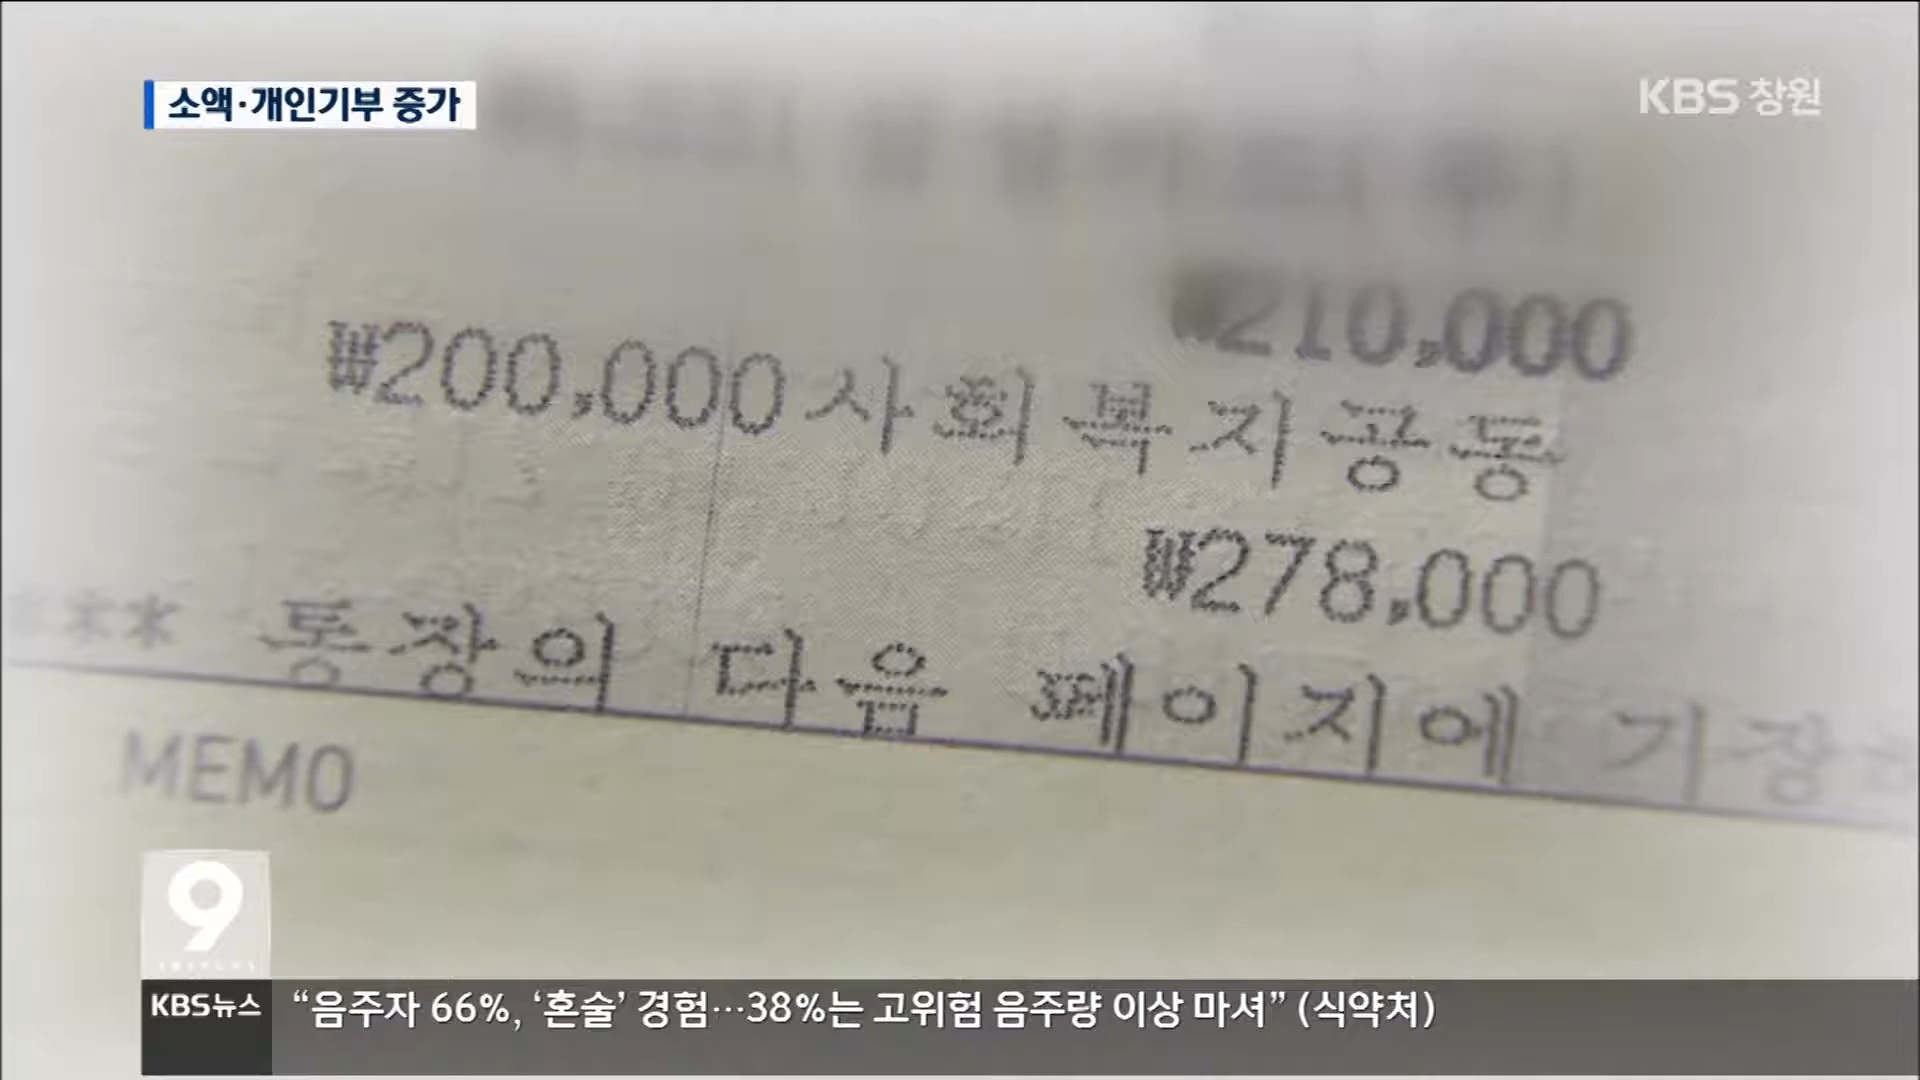 소액·개인기부 증가
KBS 창원
₩210,000
₩200,000 사회복지공동
₩278,000
*** 통장의 다음 페이지에 기장
MEMO
9
KBS뉴스 “음주자 66%, ‘혼술’ 경험…38%는 고위험 음주량 이상 마셔” (식약처)